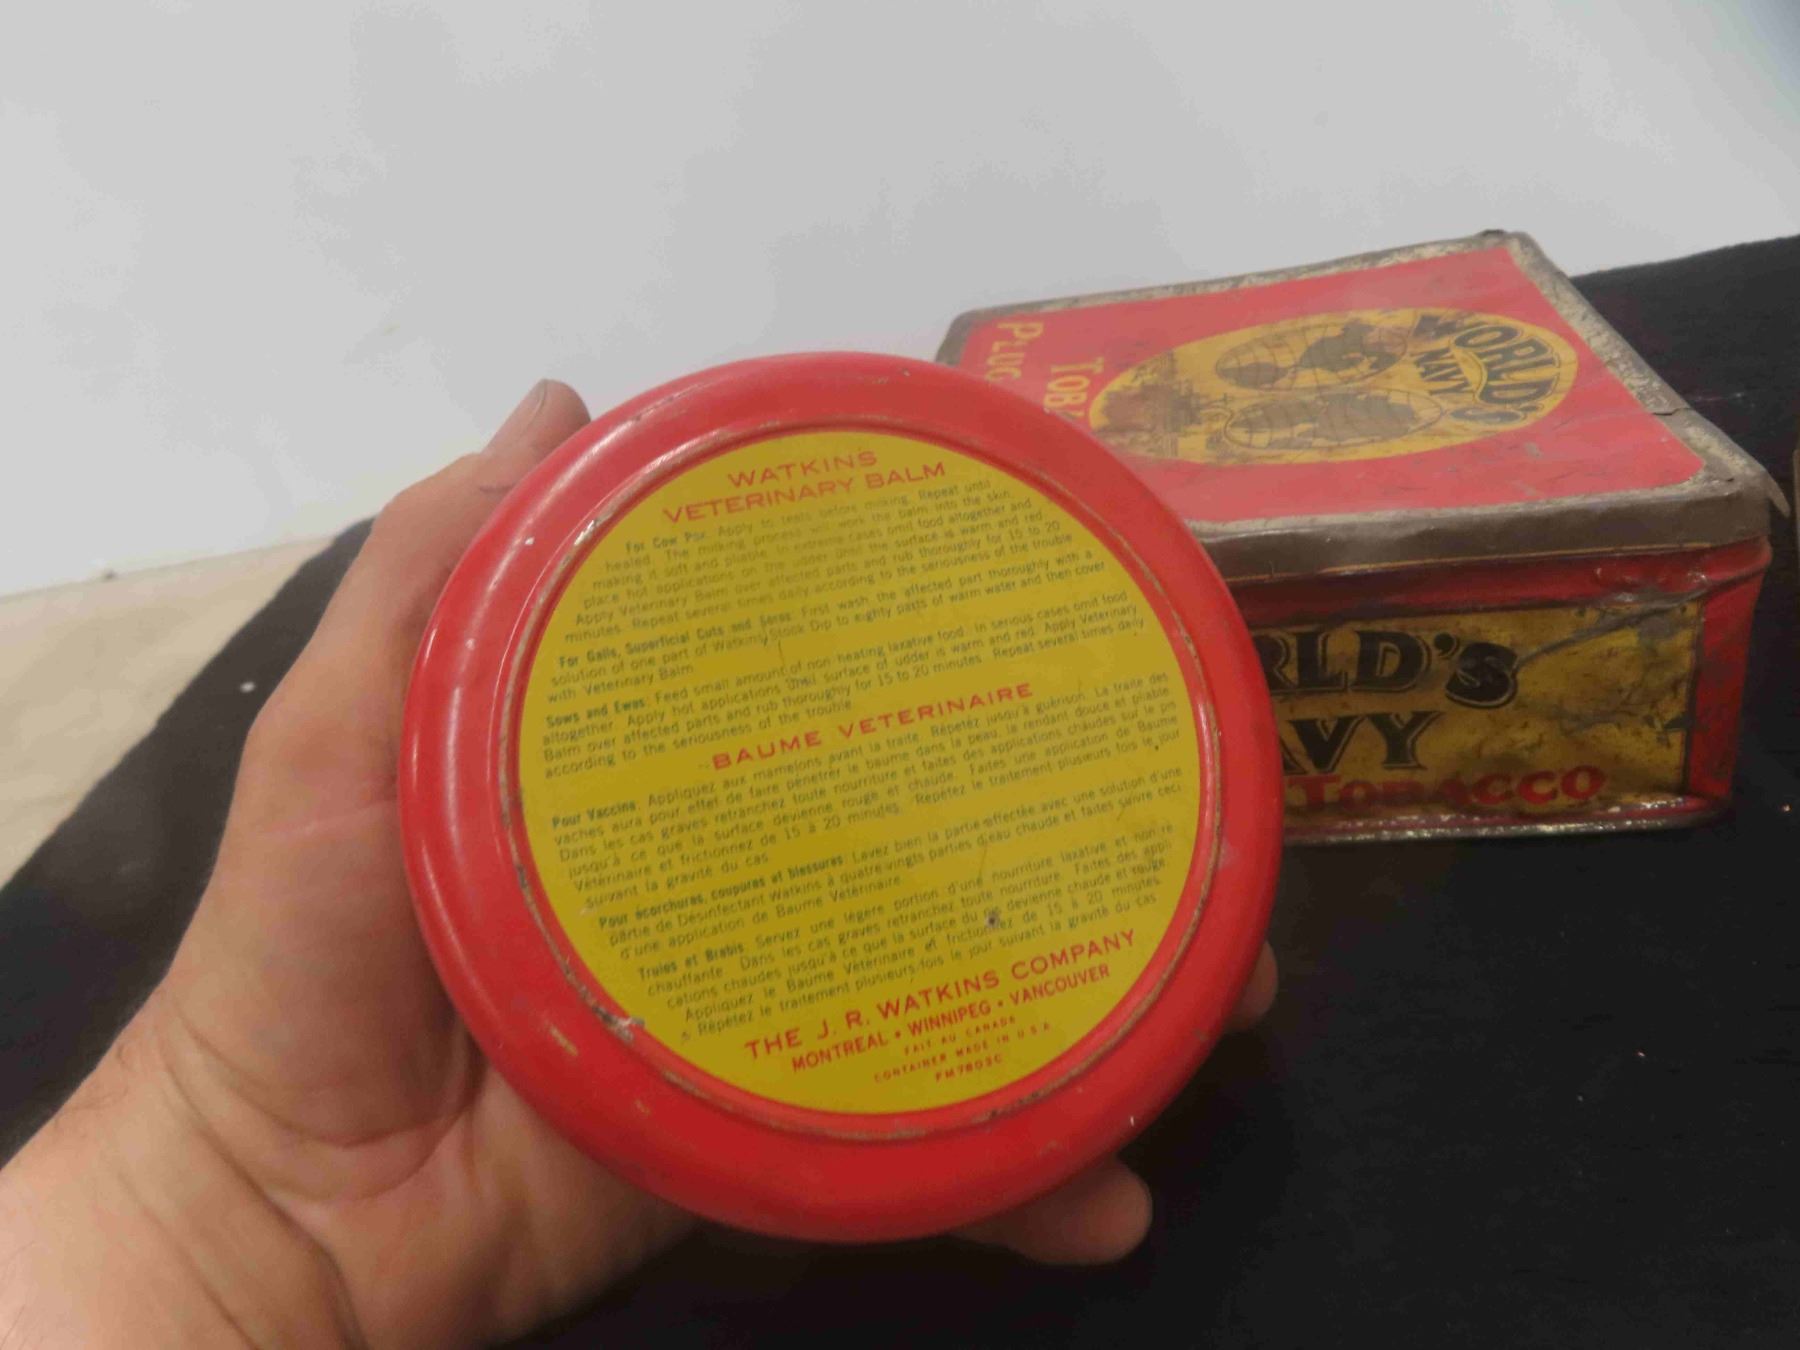 WATKINS
VETERINARY BALM
For Cow Pox: Apply to teats before milking. Repeat until
healed. The milking process will work the balm into the skin,
making it soft and pliable. In extreme cases omit food altogether and
place hot applications on the udder until the surface is warm and red.
Apply Veterinary Balm over affected parts and rub thoroughly for 15 to 20
minutes. Repeat several times daily according to the seriousness of the trouble.
For Galls, Superficial Cuts and Sores: First wash the affected part thoroughly with a
solution of one part of Watkins Stock Dip to eighty parts of warm water and then cover
with Veterinary Balm.
Sows and Ewes: Feed small amount of non-heating laxative food. In serious cases omit food
altogether. Apply hot applications until surface of udder is warm and red. Apply Veterinary
Balm over affected parts and rub thoroughly for 15 to 20 minutes. Repeat several times daily
according to the seriousness of the trouble.
BAUME VETERINAIRE
Pour Vaccine: Appliquez aux mamelons avant la traite. Répétez jusqu'à guérison. La traite des
vaches aura pour effet de faire pénétrer le baume dans la peau, la rendant douce et pliable.
Dans les cas graves retranchez toute nourriture et faites des applications chaudes sur le pis
jusqu'à ce que la surface devienne rouge et chaude. Faites une application de Baume
Vétérinaire et frictionnez de 15 à 20 minutes. Répétez le traitement plusieurs fois le jour
suivant la gravité du cas.
Pour écorchures, coupures et blessures: Lavez bien la partie affectée avec une solution d'une
partie de Désinfectant Watkins à quatre-vingts parties d'eau chaude et faites suivre ceci
d'une application de Baume Vétérinaire.
Truies et Brebis: Servez une légère portion d'une nourriture laxative et non ré
chauffante. Dans les cas graves retranchez toute nourriture. Faites des appli
cations chaudes jusqu'à ce que la surface du pis devienne chaude et rouge.
Appliquez le Baume Vétérinaire et frictionnez de 15 à 20 minutes.
Répétez le traitement plusieurs fois le jour suivant la gravité du cas
THE J. R. WATKINS COMPANY
MONTREAL • WINNIPEG • VANCOUVER
FAIT AU CANADA
CONTAINER MADE IN U.S.A.
FM7803C
WORLD'S
NAVY
PLUG
TOBA
RLD'S
AVY
TOBACCO